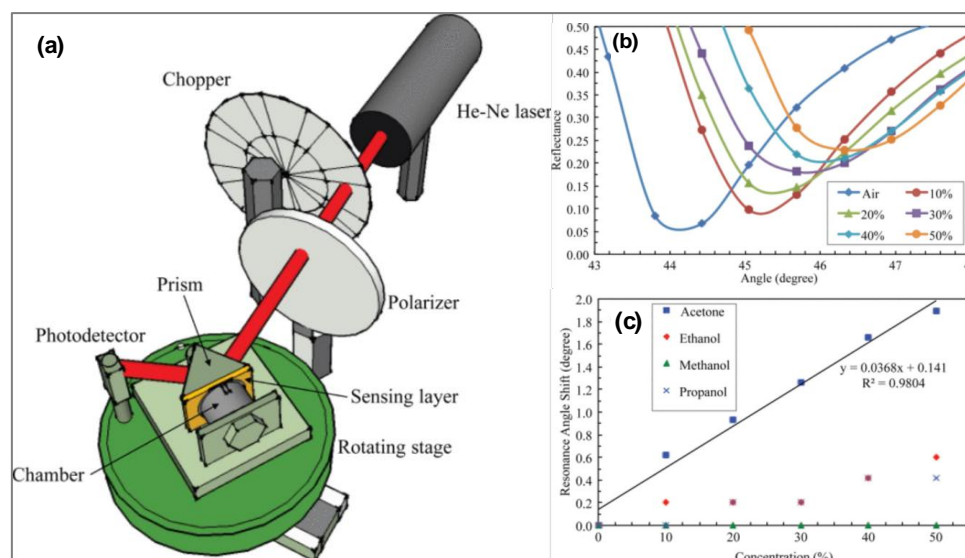 (a)
Chopper
He-Ne laser
Prism
Polarizer
Photodetector
Sensing layer
Rotating stage
Chamber
(b)
Reflectance
0.50
0.45
0.40
0.35
0.30
0.25
0.20
0.15
0.10
0.05
0.00
Air
10%
20%
30%
40%
50%
43 44 45 46 47
Angle (degree)
(c)
Resonance Angle Shift (degree)
2.0
1.8
1.6
1.4
1.2
1.0
0.8
0.6
0.4
0.2
0.0
Acetone
Ethanol
Methanol
Propanol
y = 0.0368x + 0.141
R² = 0.9804
0 10 20 30 40 50
Concentration (%)